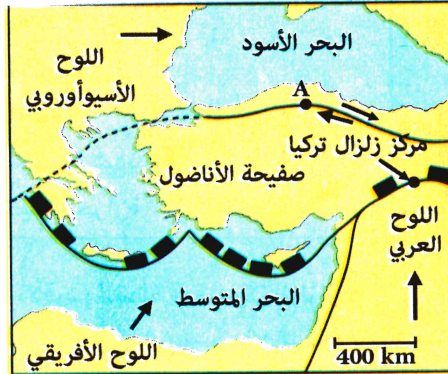 البحر الأسود
اللوح
الأسيوأوروبي
A
مركز زلزال تركيا
صفيحة الأناضول
اللوح
العربي
البحر المتوسط
اللوح الأفريقي
400 km